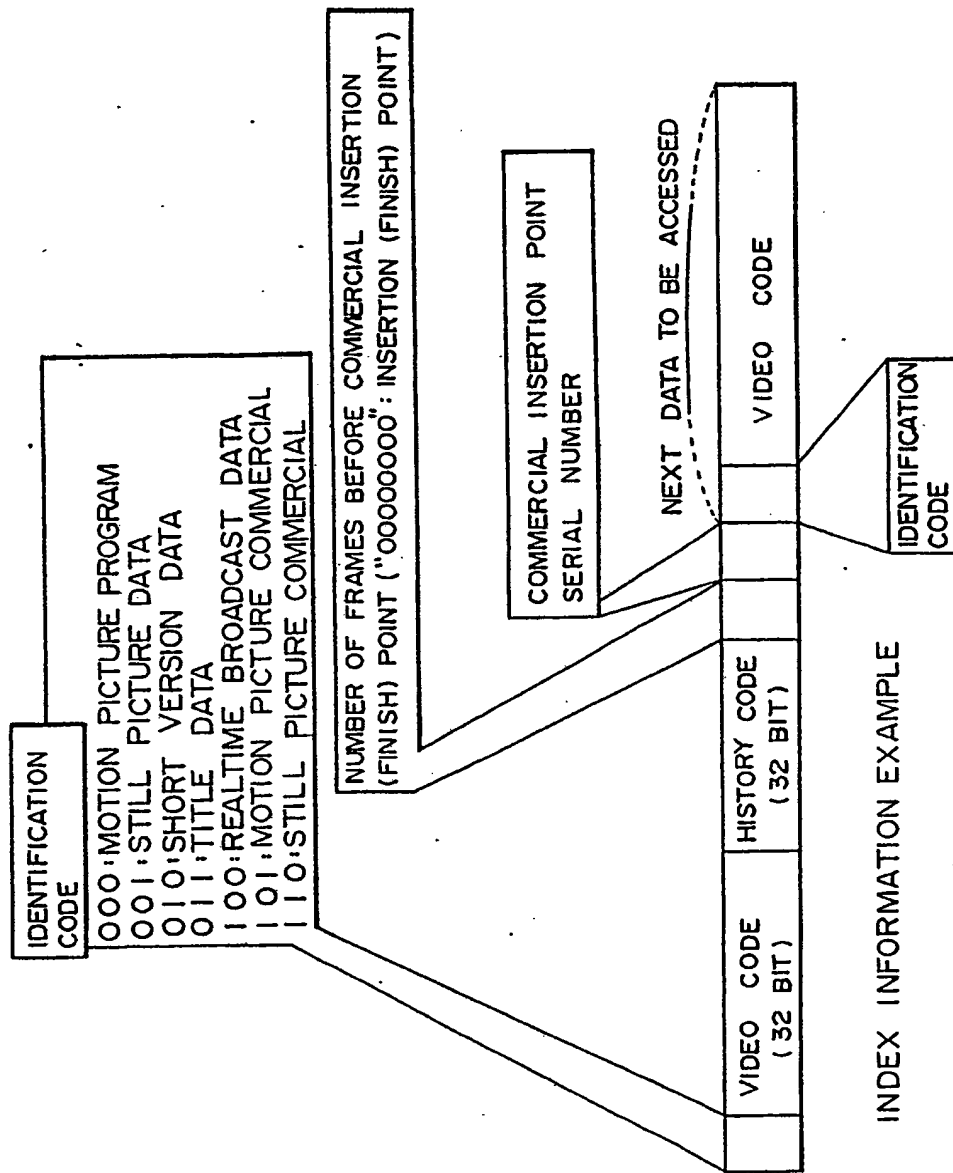 IDENTIFICATION
CODE
000:MOTION PICTURE PROGRAM
001:STILL PICTURE DATA
010:SHORT VERSION DATA
011:TITLE DATA
100:REALTIME BROADCAST DATA
101:MOTION PICTURE COMMERCIAL
110:STILL PICTURE COMMERCIAL
NUMBER OF FRAMES BEFORE COMMERCIAL INSERTION
(FINISH) POINT ("0000000": INSERTION (FINISH) POINT)
COMMERCIAL INSERTION POINT
SERIAL NUMBER
NEXT DATA TO BE ACCESSED
VIDEO CODE
(32 BIT)
HISTORY CODE
(32 BIT)
VIDEO CODE
IDENTIFICATION
CODE
INDEX INFORMATION EXAMPLE